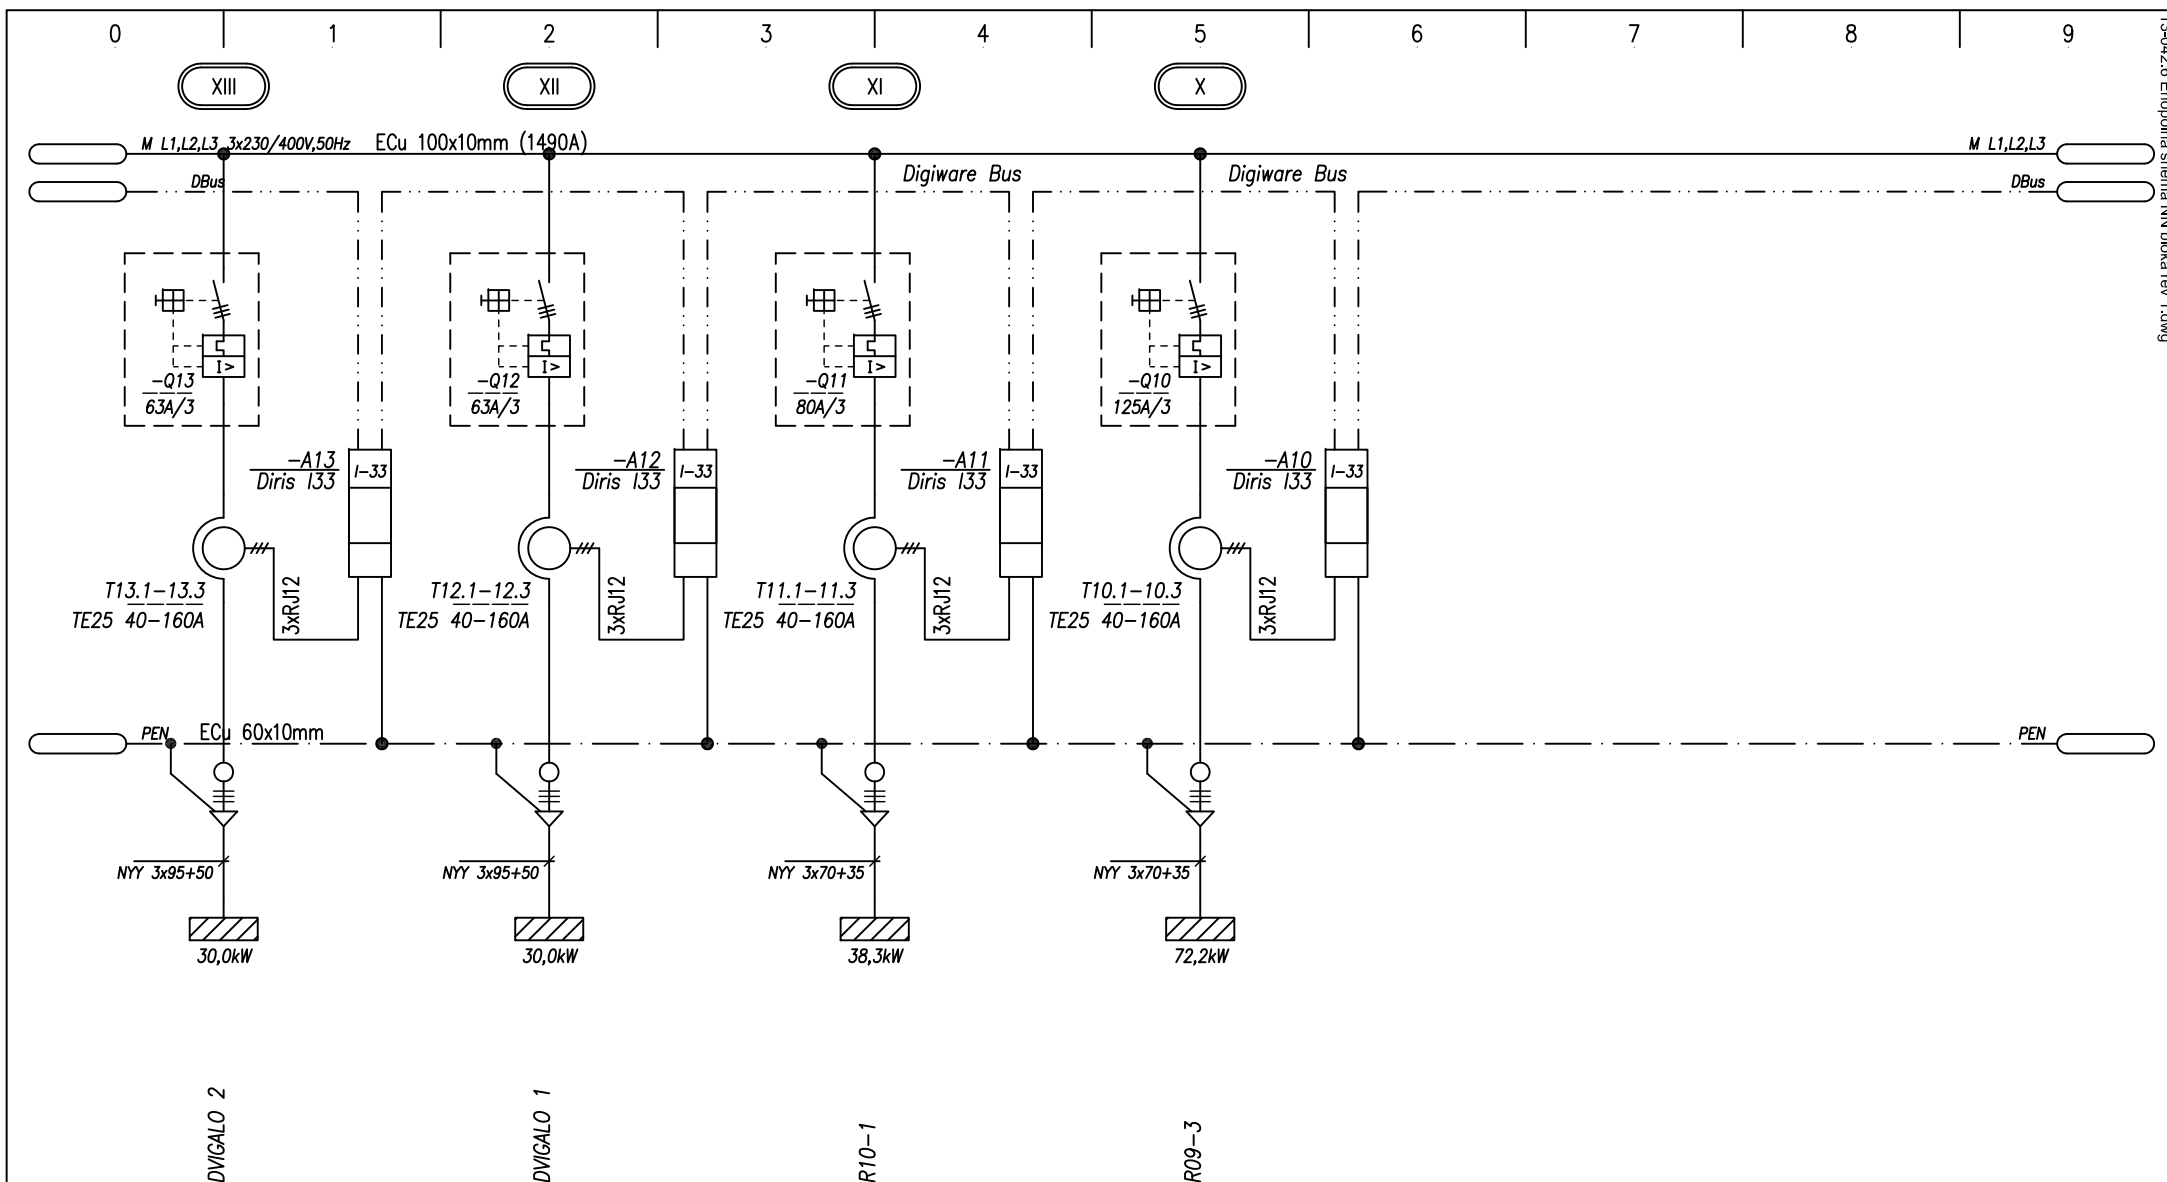 0 1 2 3 4 5 6 7 8 9
XIII XII XI X
M L1,L2,L3 3x230/400V,50Hz ECu 100x10mm (1490A) M L1,L2,L3
DBus Digiware Bus Digiware Bus DBus
-Q13 -Q12 -Q11 -Q10
I> I> I> I>
63A/3 63A/3 80A/3 125A/3
-A13 I-33 -A12 I-33 -A11 I-33 -A10 I-33
Diris I33 Diris I33 Diris I33 Diris I33
T13.1-13.3 T12.1-12.3 T11.1-11.3 T10.1-10.3
TE25 40-160A TE25 40-160A TE25 40-160A TE25 40-160A
3xRJ12 3xRJ12 3xRJ12 3xRJ12
PEN ECu 60x10mm PEN
NYY 3x95+50 NYY 3x95+50 NYY 3x70+35 NYY 3x70+35
30,0kW 30,0kW 38,3kW 72,2kW
DVIGALO 2
DVIGALO 1
R10-1
R09-3